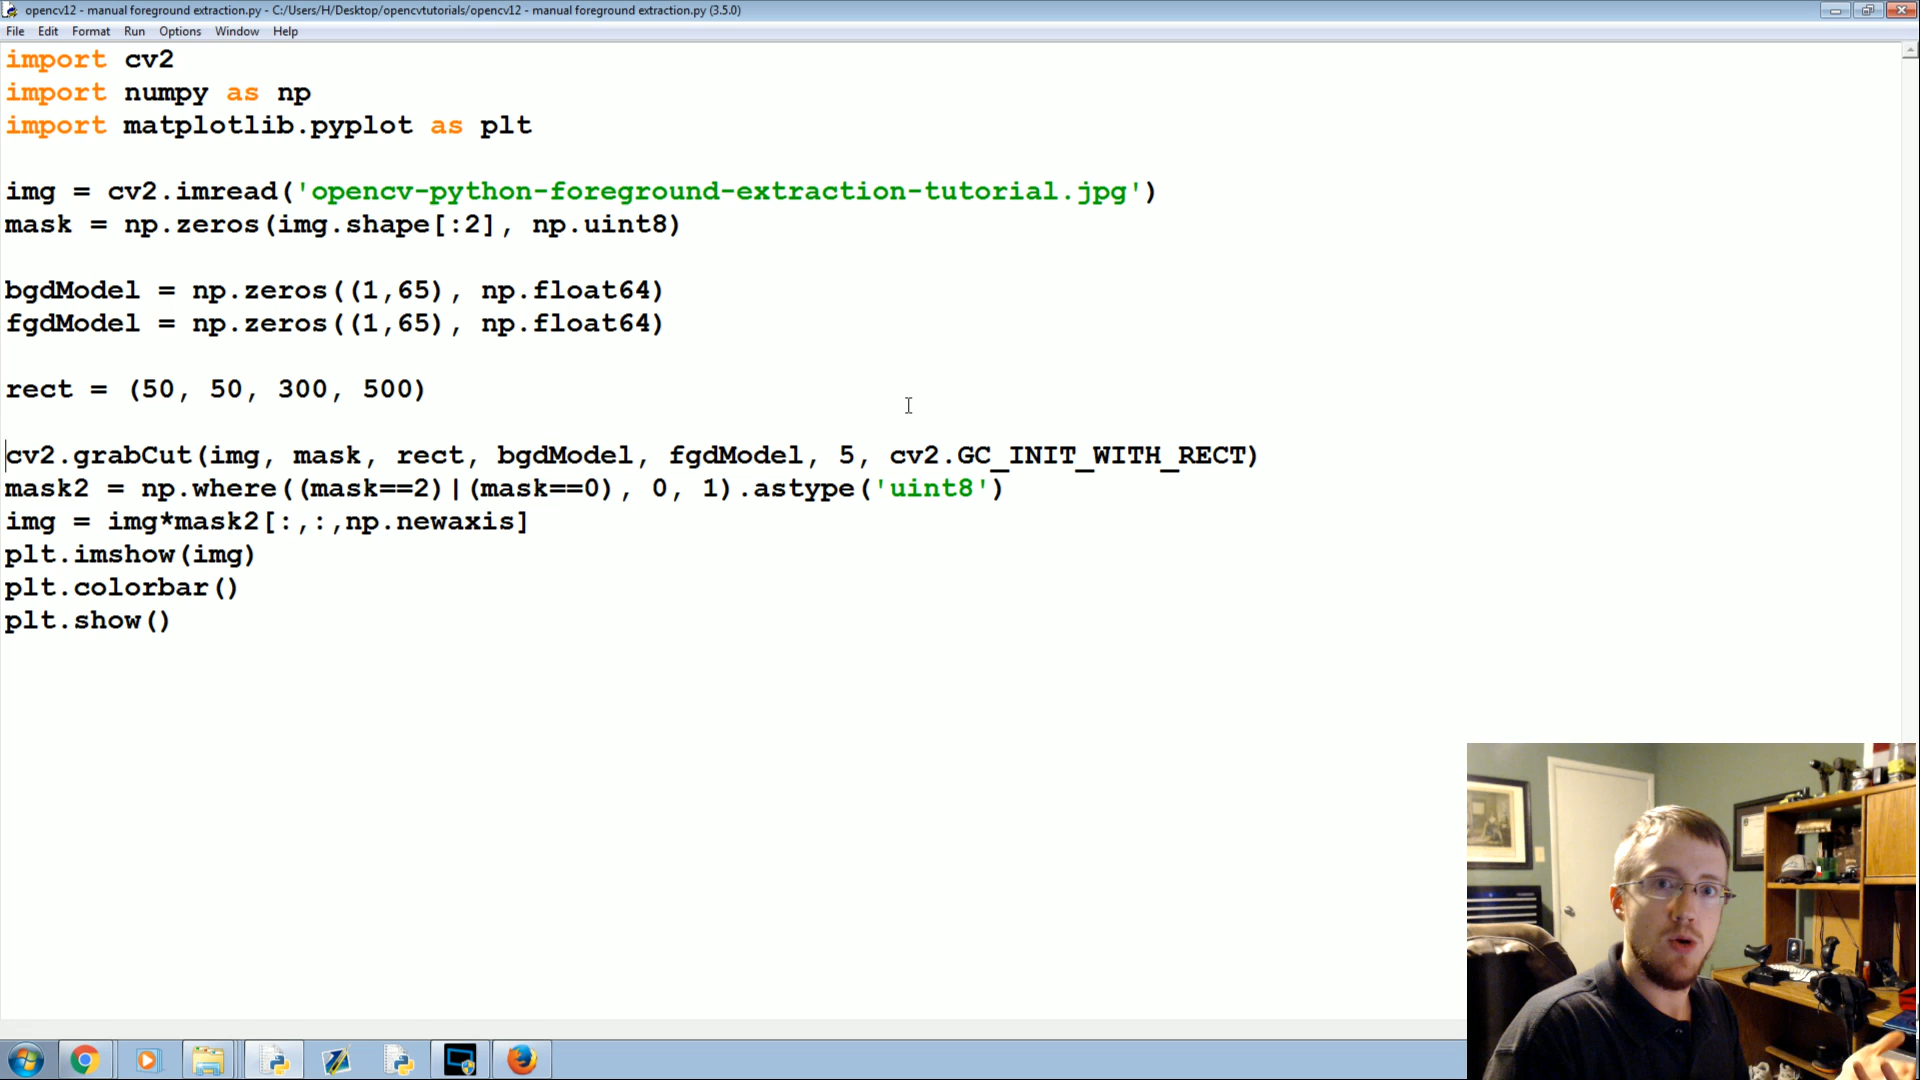 opencv12 - manual foreground extraction.py - C:/Users/H/Desktop/opencvtutorials/opencv12 - manual foreground extraction.py (3.5.0)
File Edit Format Run Options Window Help
import cv2
import numpy as np
import matplotlib.pyplot as plt
img = cv2.imread('opencv-python-foreground-extraction-tutorial.jpg')
mask = np.zeros(img.shape[:2], np.uint8)
bgdModel = np.zeros((1,65), np.float64)
fgdModel = np.zeros((1,65), np.float64)
rect = (50, 50, 300, 500)
cv2.grabCut(img, mask, rect, bgdModel, fgdModel, 5, cv2.GC_INIT_WITH_RECT)
mask2 = np.where((mask==2)|(mask==0), 0, 1).astype('uint8')
img = img*mask2[:,:,np.newaxis]
plt.imshow(img)
plt.colorbar()
plt.show()